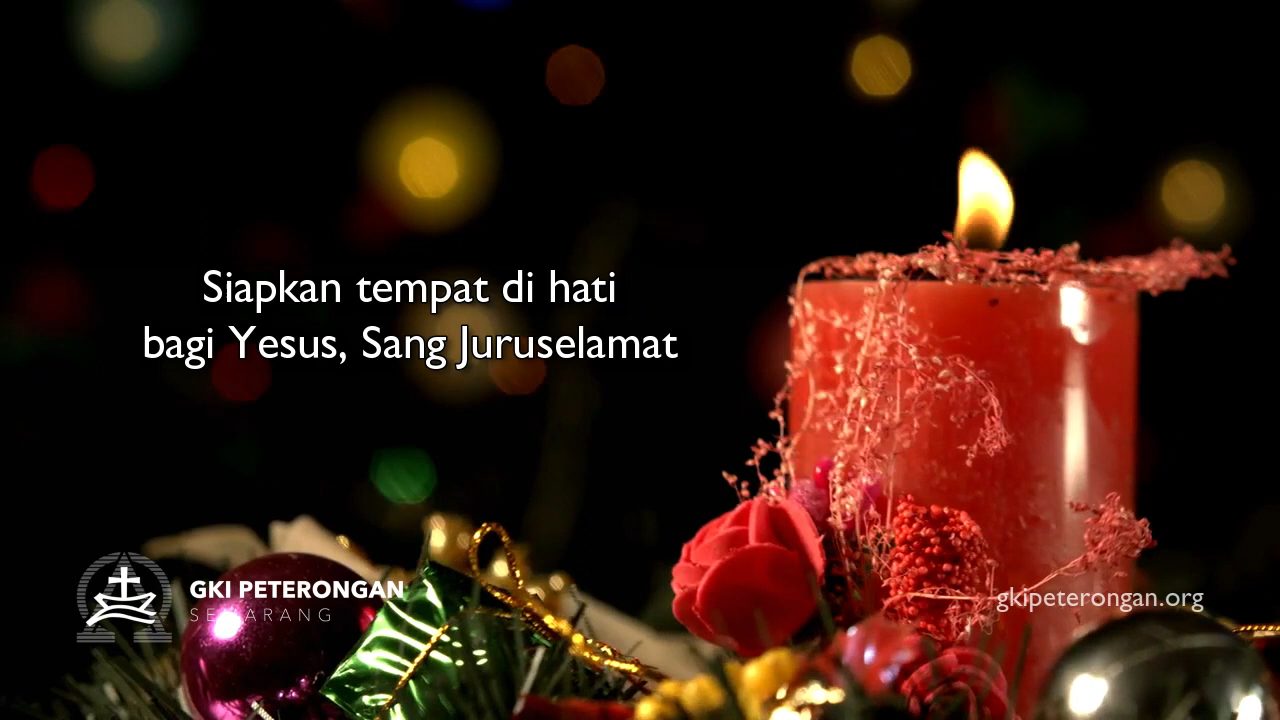 Siapkan tempat di hati
bagi Yesus, Sang Juruselamat
GKI PETERONGAN
SEMARANG
gkipeterongan.org